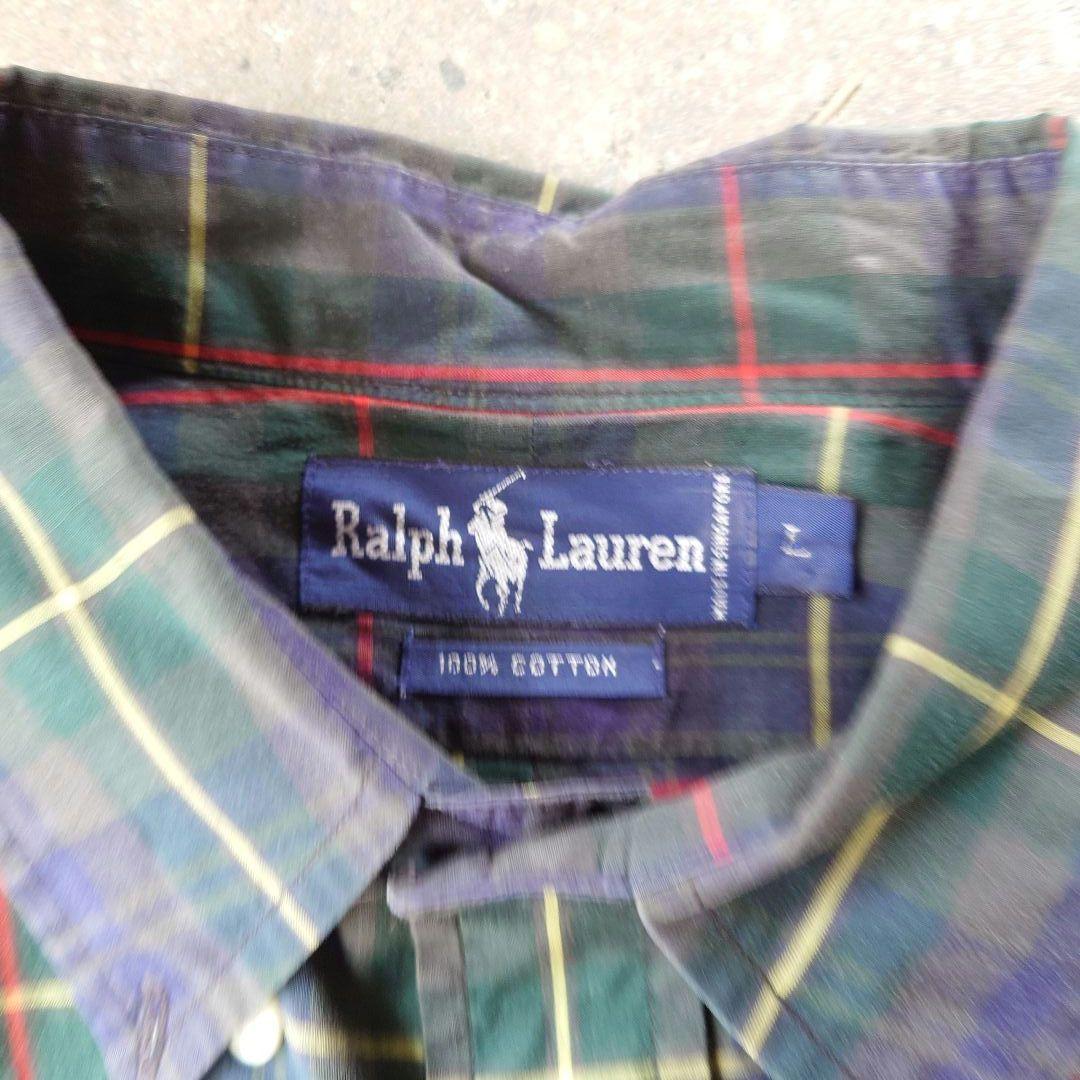 Ralph Lauren
MADE IN SINGAPORE
L
100% COTTON